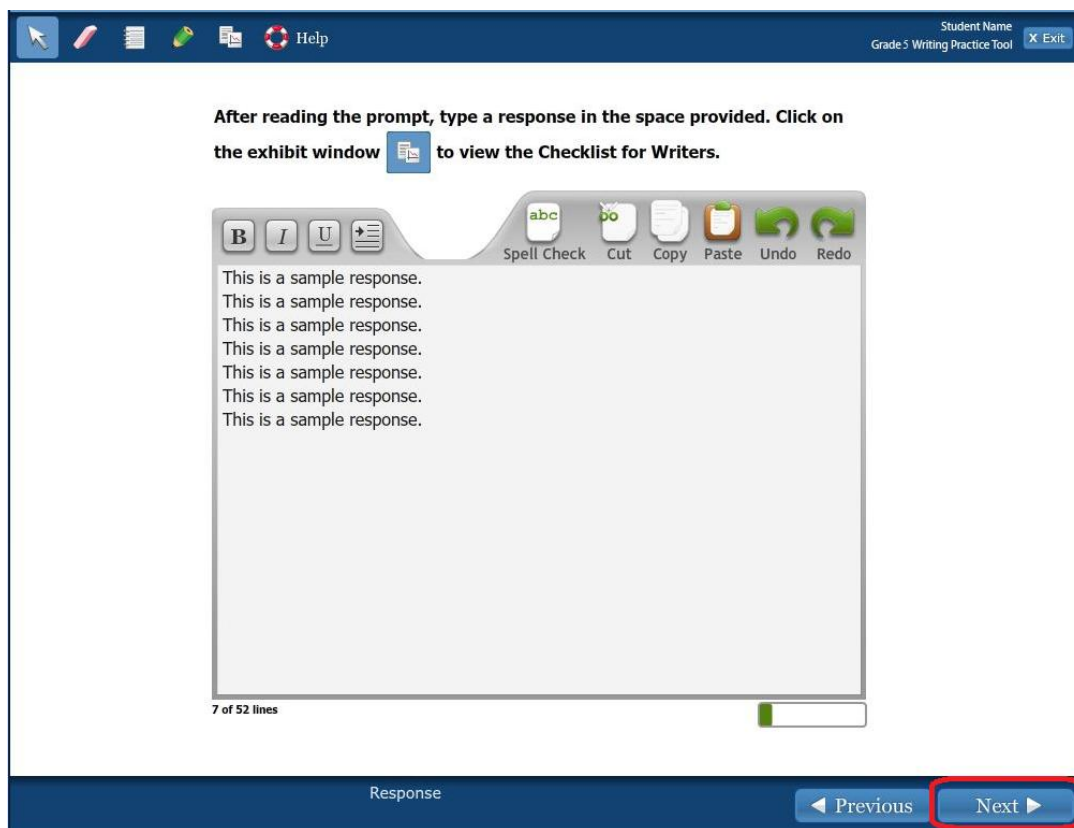 Help
Student Name
Grade 5 Writing Practice Tool
X Exit
After reading the prompt, type a response in the space provided. Click on
the exhibit window to view the Checklist for Writers.
B I U
abc
Spell Check Cut Copy Paste Undo Redo
This is a sample response.
This is a sample response.
This is a sample response.
This is a sample response.
This is a sample response.
This is a sample response.
This is a sample response.
7 of 52 lines
Response
Previous
Next